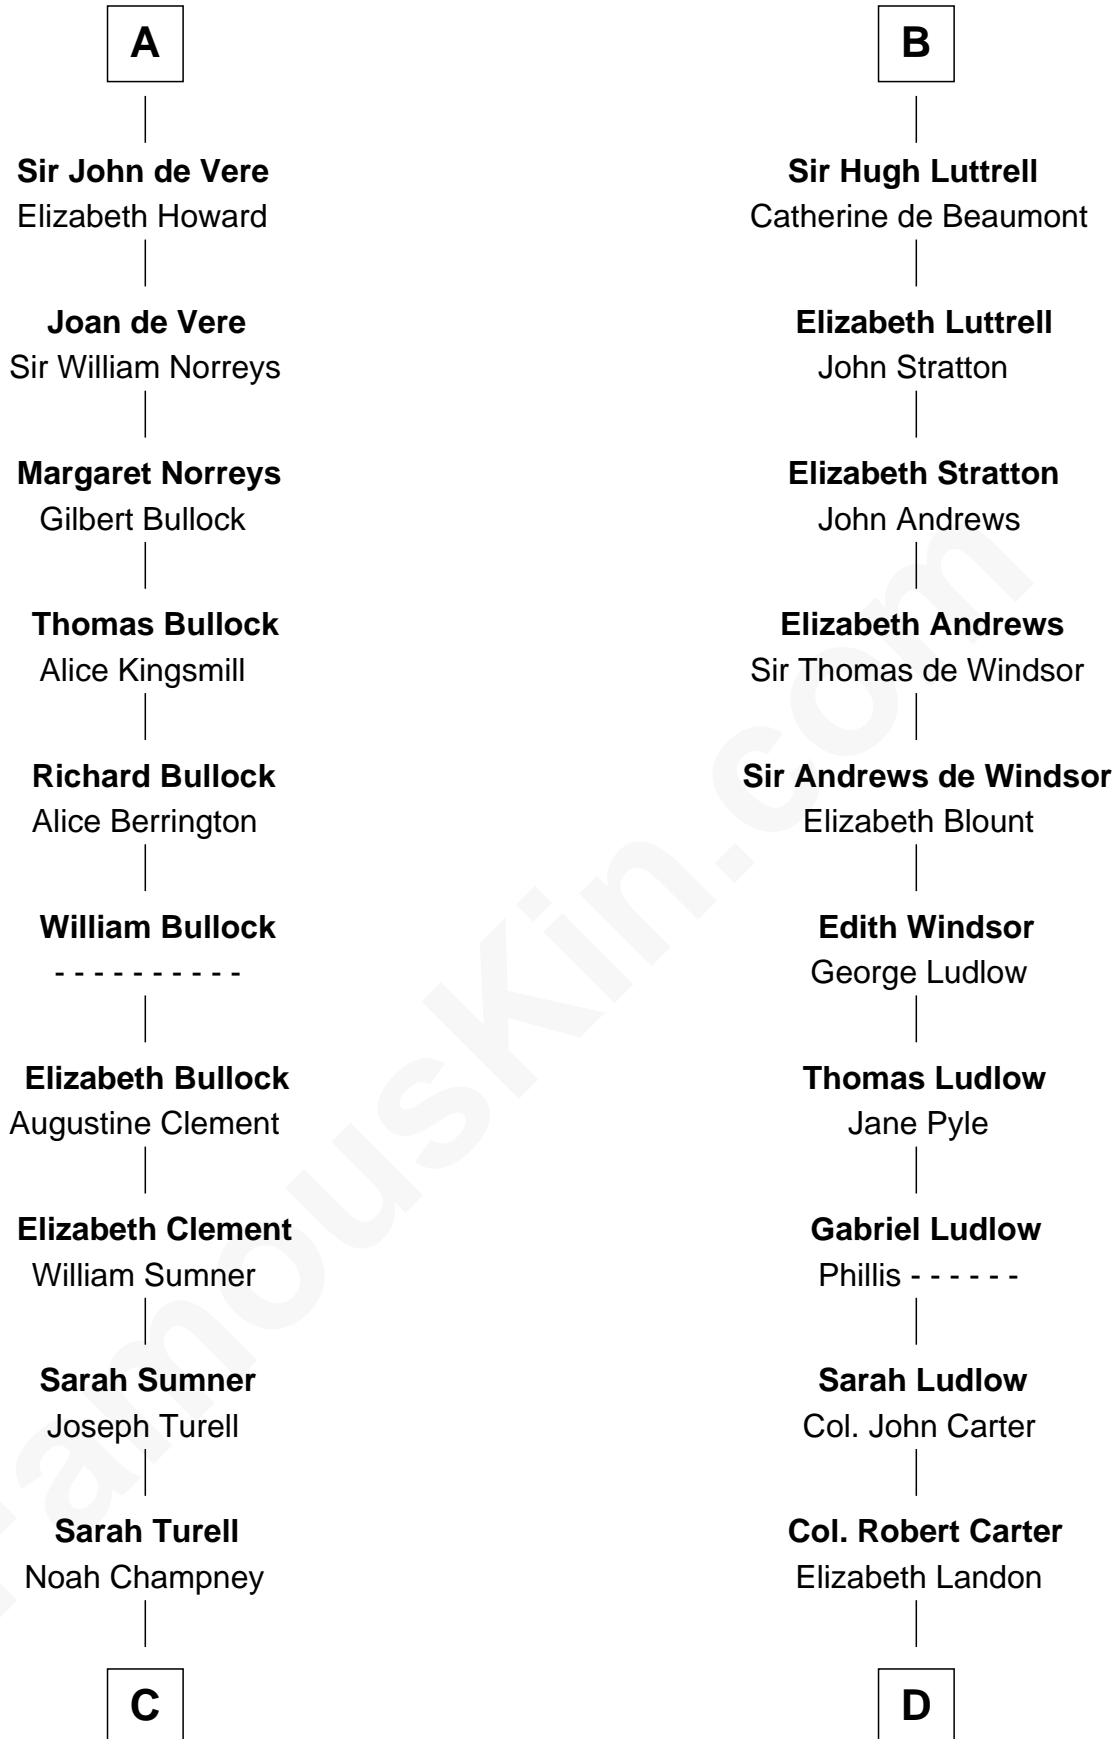 A
Sir John de Vere
Elizabeth Howard
Joan de Vere
Sir William Norreys
Margaret Norreys
Gilbert Bullock
Thomas Bullock
Alice Kingsmill
Richard Bullock
Alice Berrington
William Bullock
- - - - - - - - - -
Elizabeth Bullock
Augustine Clement
Elizabeth Clement
William Sumner
Sarah Sumner
Joseph Turell
Sarah Turell
Noah Champney
C
B
Sir Hugh Luttrell
Catherine de Beaumont
Elizabeth Luttrell
John Stratton
Elizabeth Stratton
John Andrews
Elizabeth Andrews
Sir Thomas de Windsor
Sir Andrews de Windsor
Elizabeth Blount
Edith Windsor
George Ludlow
Thomas Ludlow
Jane Pyle
Gabriel Ludlow
Phillis - - - - - -
Sarah Ludlow
Col. John Carter
Col. Robert Carter
Elizabeth Landon
D
FamousKin.com